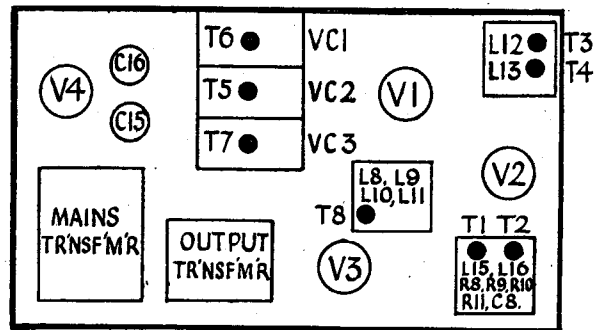 T6 VC1
L12 T3
L13 T4
C16
V4
T5 VC2
V1
C15
T7 VC3
V2
L8, L9
L10, L11
T8
MAINS
TR'NSF'M'R
OUTPUT
TR'NSF'M'R
V3
T1 T2
L15, L16
R8, R9, R10
R11, C8.